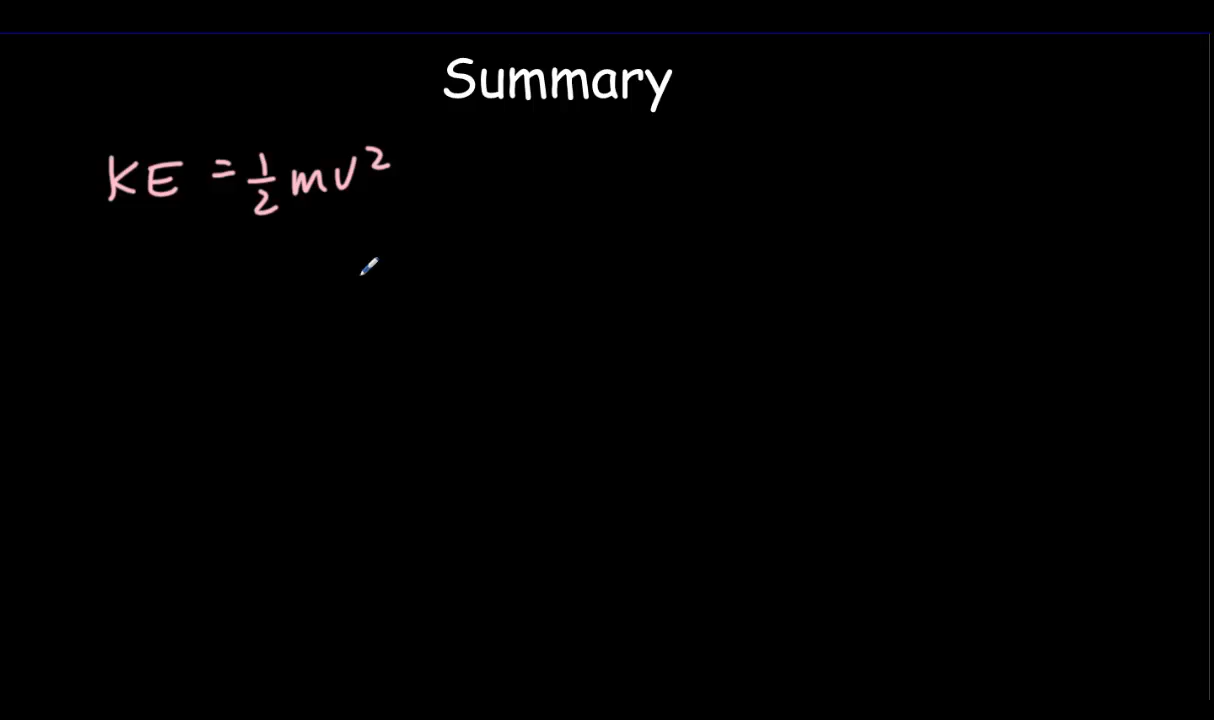 Summary
KE = 1/2 mv²